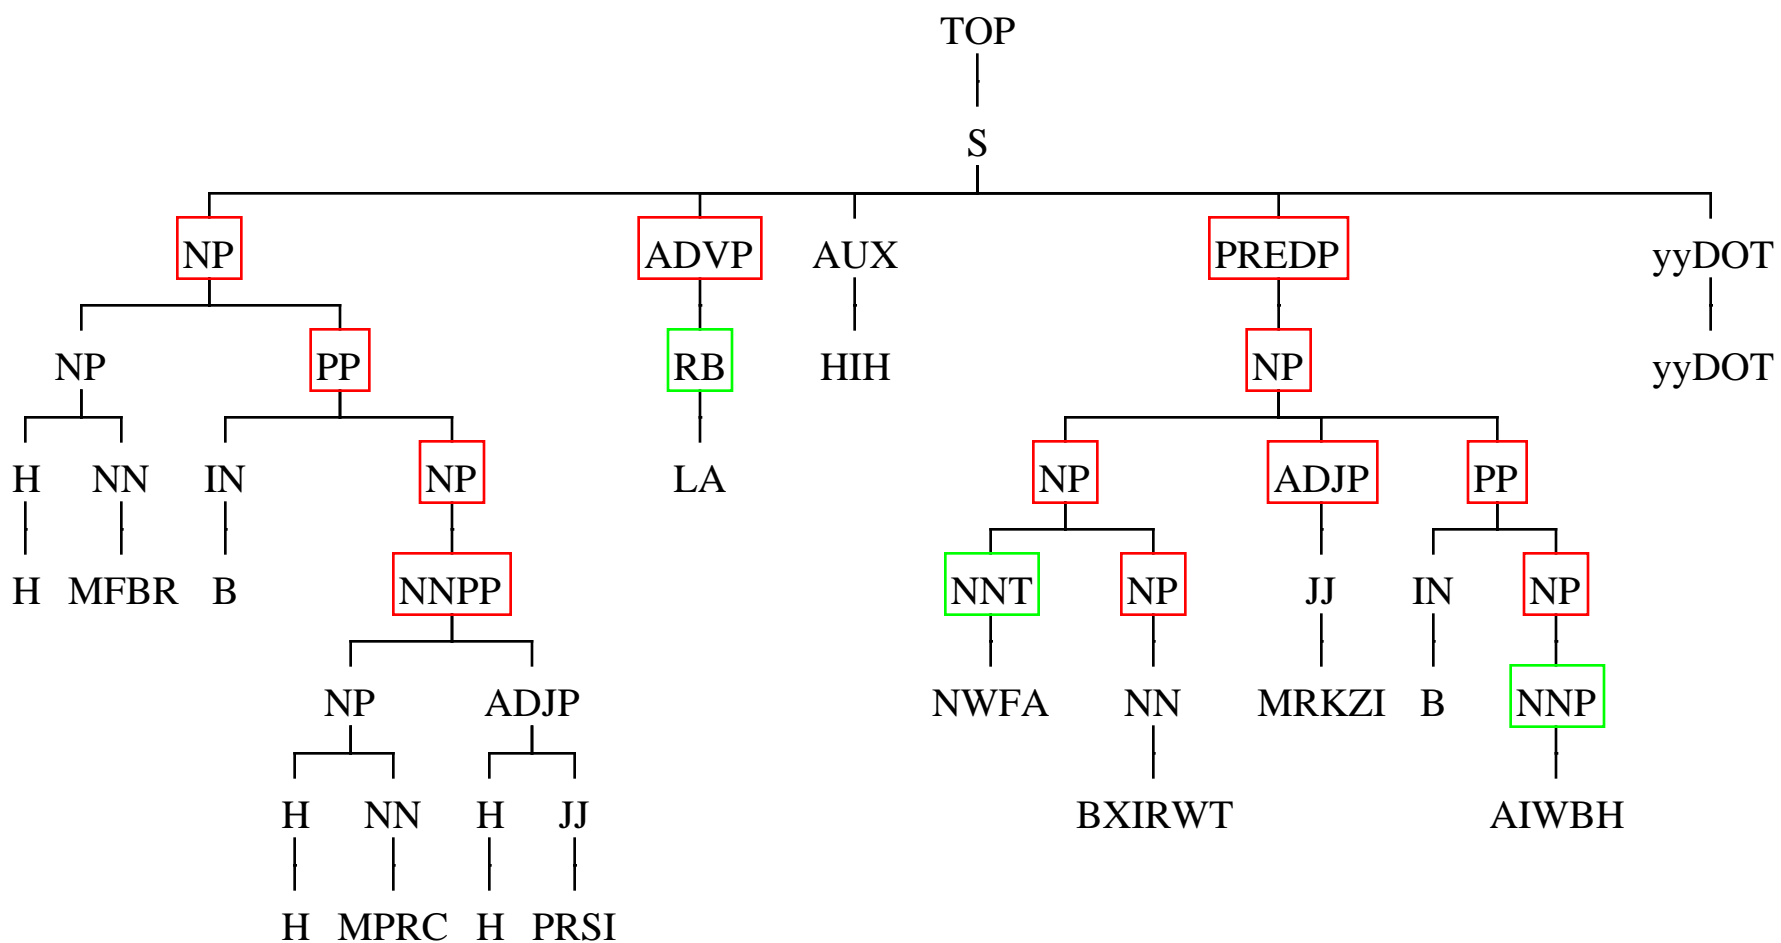 TOP
S
NP ADVP AUX PREDP yyDOT
NP PP RB HIH NP yyDOT
H NN IN NP LA NP ADJP PP
H MFBR B NNPP NNT NP JJ IN NP
NP ADJP NWFA NN MRKZI B NNP
H NN H JJ BXIRWT AIWBH
H MPRC H PRSI